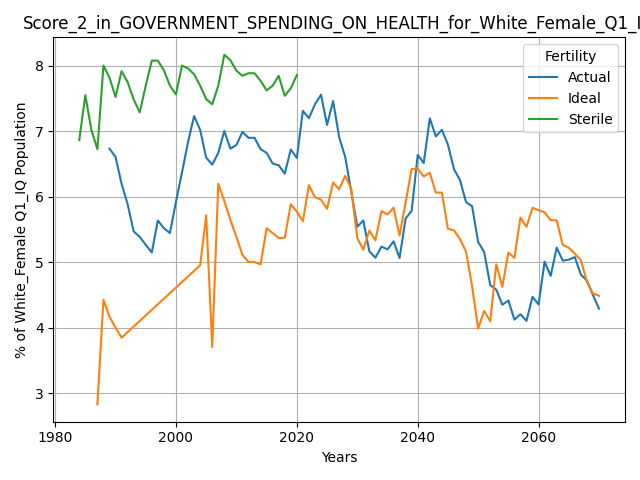 Score_2_in_GOVERNMENT_SPENDING_ON_HEALTH_for_White_Female_Q1_I
Fertility
Actual
Ideal
Sterile
% of White_Female Q1_IQ Population
8
7
6
5
4
3
1980
2000
2020
2040
2060
Years